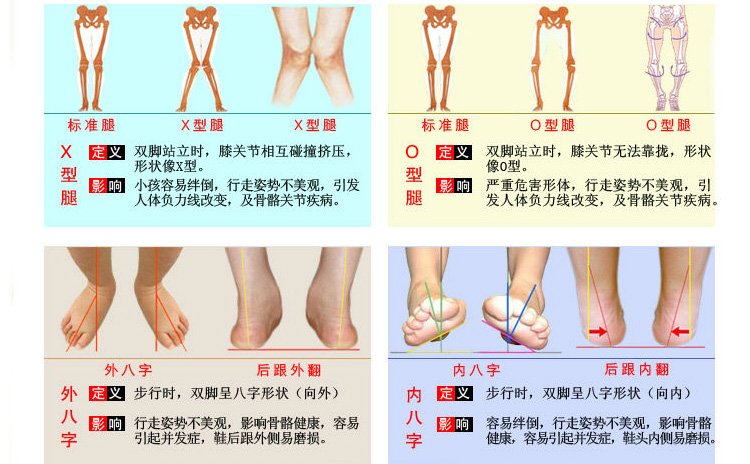 标准腿 X型腿 X型腿
X型腿
定义 双脚站立时，膝关节相互碰撞挤压，
形状像X型。
影响 小孩容易绊倒，行走姿势不美观，引发
人体负力线改变，及骨骼关节疾病。
标准腿 O型腿 O型腿
O型腿
定义 双脚站立时，膝关节无法靠拢，形状
像O型。
影响 严重危害形体，行走姿势不美观，引
发人体负力线改变，及骨骼关节疾病。
外八字 后跟外翻
外八字
定义 步行时，双脚呈八字形状（向外）
影响 行走姿势不美观，影响骨骼健康，容易
引起并发症，鞋后跟外侧易磨损。
内八字 后跟内翻
内八字
定义 步行时，双脚呈八字形状（向内）
影响 容易绊倒，行走姿势不美观，影响骨骼
健康，容易引起并发症，鞋头内侧易磨损。